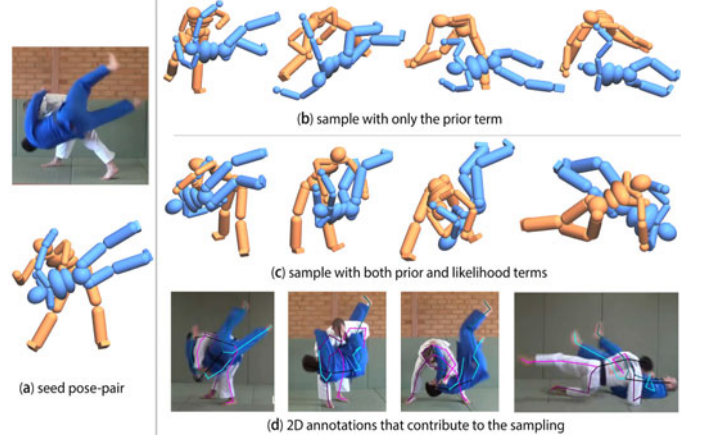 (b) sample with only the prior term
(c) sample with both prior and likelihood terms
(a) seed pose-pair
(d) 2D annotations that contribute to the sampling